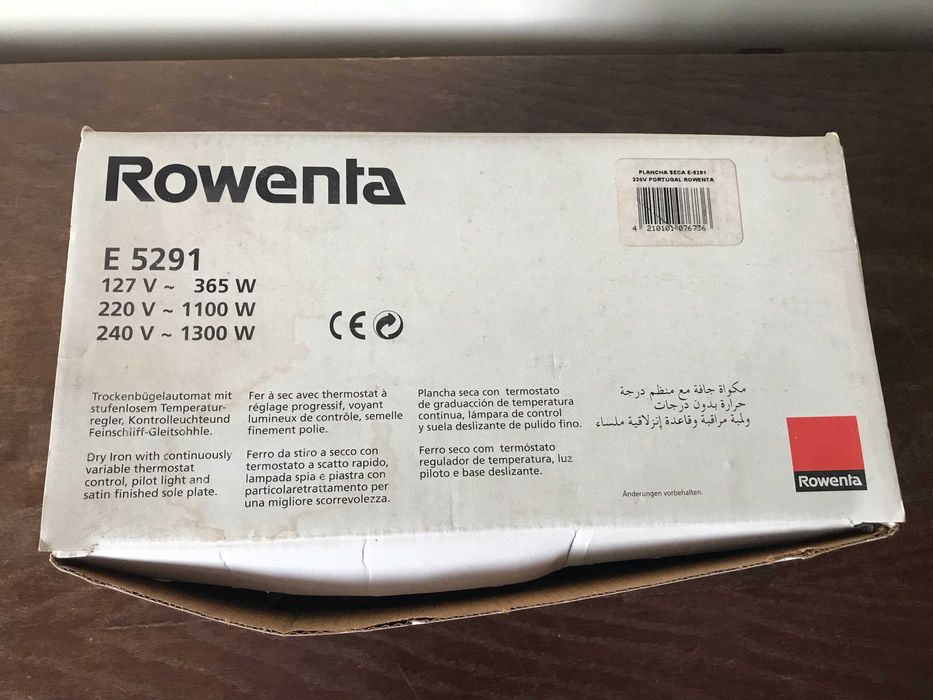 Rowenta
PLANCHA SECA E-5291
220V PORTUGAL ROWENTA
4 210101 076736
E 5291
127 V ~ 365 W
220 V ~ 1100 W
240 V ~ 1300 W
CE
Trockenbügelautomat mit
stufenlosem Temperatur-
regler, Kontrolleuchteund
Feinschliff-Gleitsohhle.
Dry Iron with continuously
variable thermostat
control, pilot light and
satin finished sole plate.
Fer à sec avec thermostat à
réglage progressif, voyant
lumineux de contrôle, semelle
finement polie.
Ferro da stiro a secco con
termostato a scatto rapido,
lampada spia e piastra con
particolaretrattamento per
una migliore scorrevolezza.
Plancha seca con termostato
de graduacción de temperatura
continua, lámpara de control
y suela deslizante de pulido fino.
Ferro seco com termóstato
regulador de temperatura, luz
piloto e base deslizante.
مكواة جافة مع منظم درجة
حرارة بدون درجات
ولمبة مراقبة وقاعدة إنزلاقية ملساء
Änderungen vorbehalten.
Rowenta